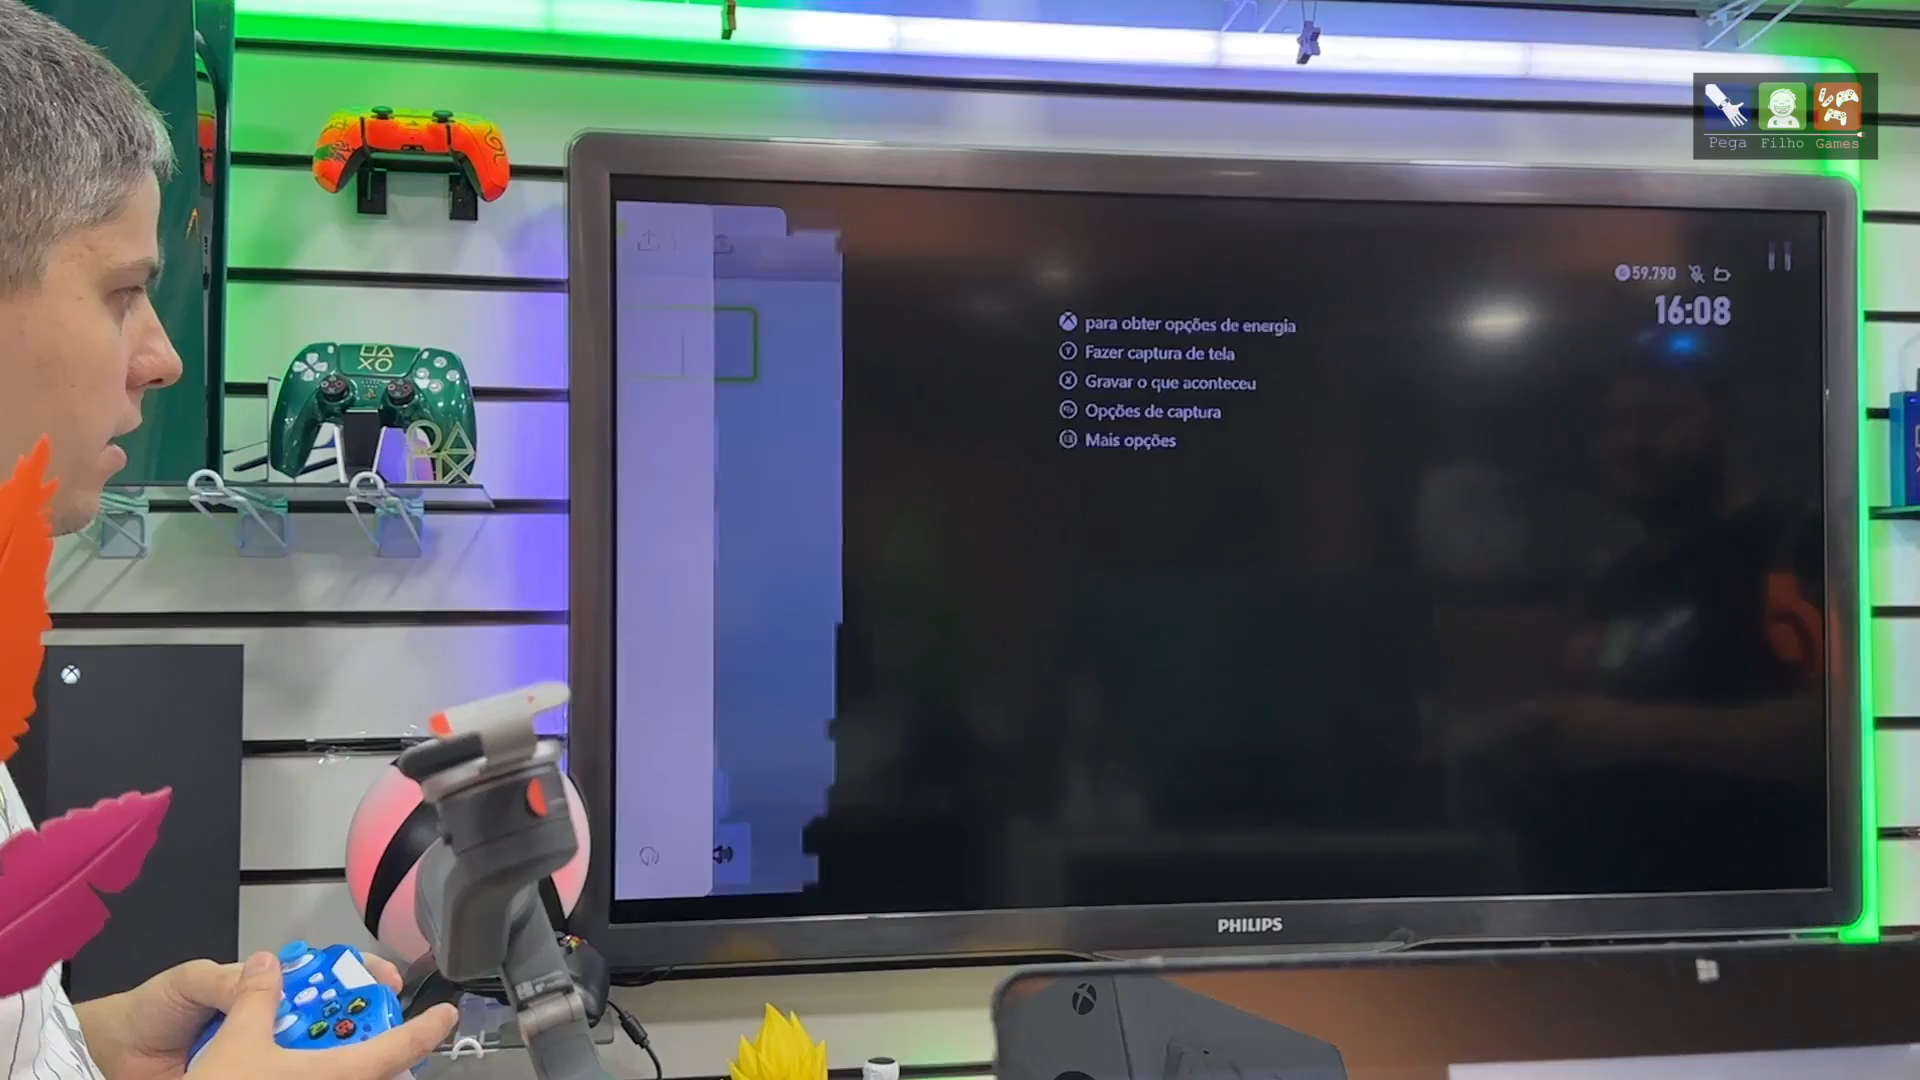 Pega Filho Games
59.790
16:08
para obter opções de energia
Fazer captura de tela
Gravar o que aconteceu
Opções de captura
Mais opções
PHILIPS